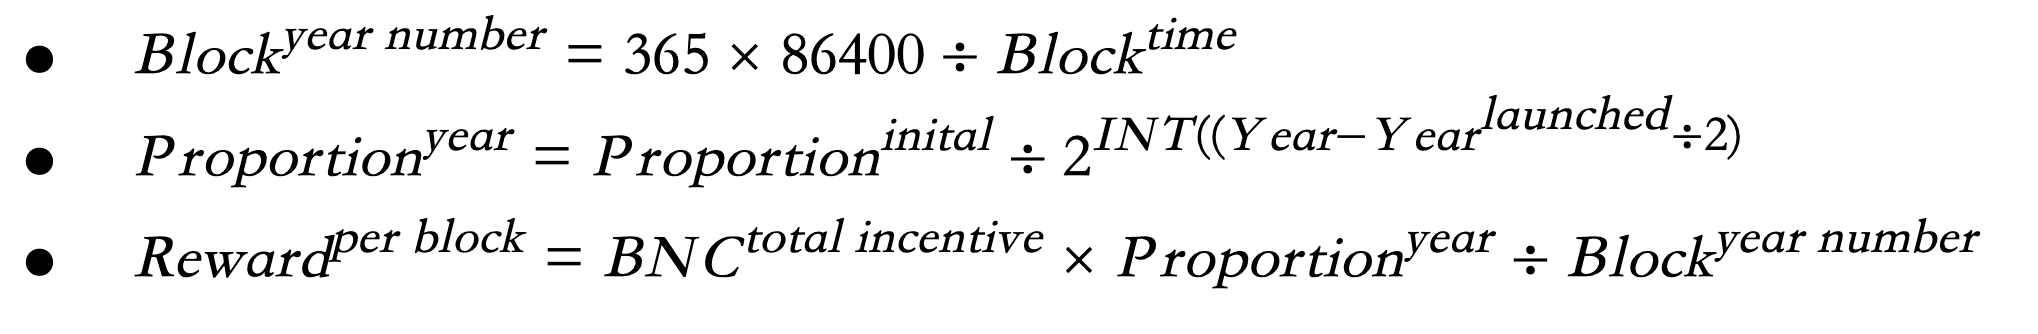 ● Block^year number = 365 × 86400 ÷ Block^time
● Proportion^year = Proportion^inital ÷ 2^INT((Year−Year^launched÷2)
● Reward^per block = BNC^total incentive × Proportion^year ÷ Block^year number